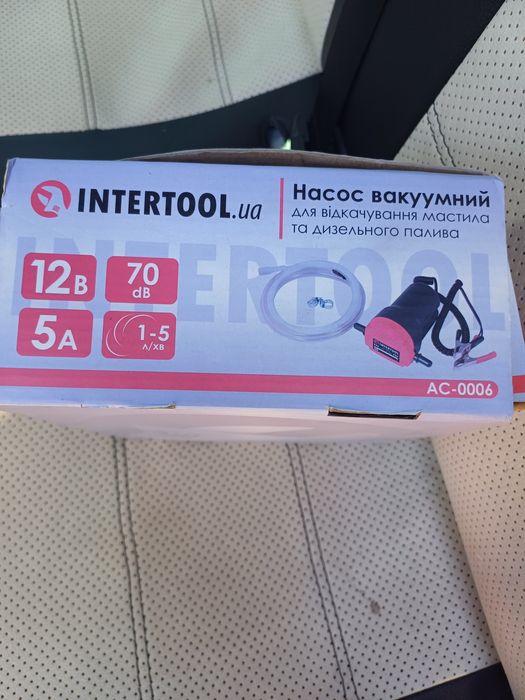 INTERTOOL.ua
Насос вакуумний
для відкачування мастила
та дизельного палива
12В
70
dB
5А
1-5
л/хв
INTERTOOL
INTERTOOL
AC-0006